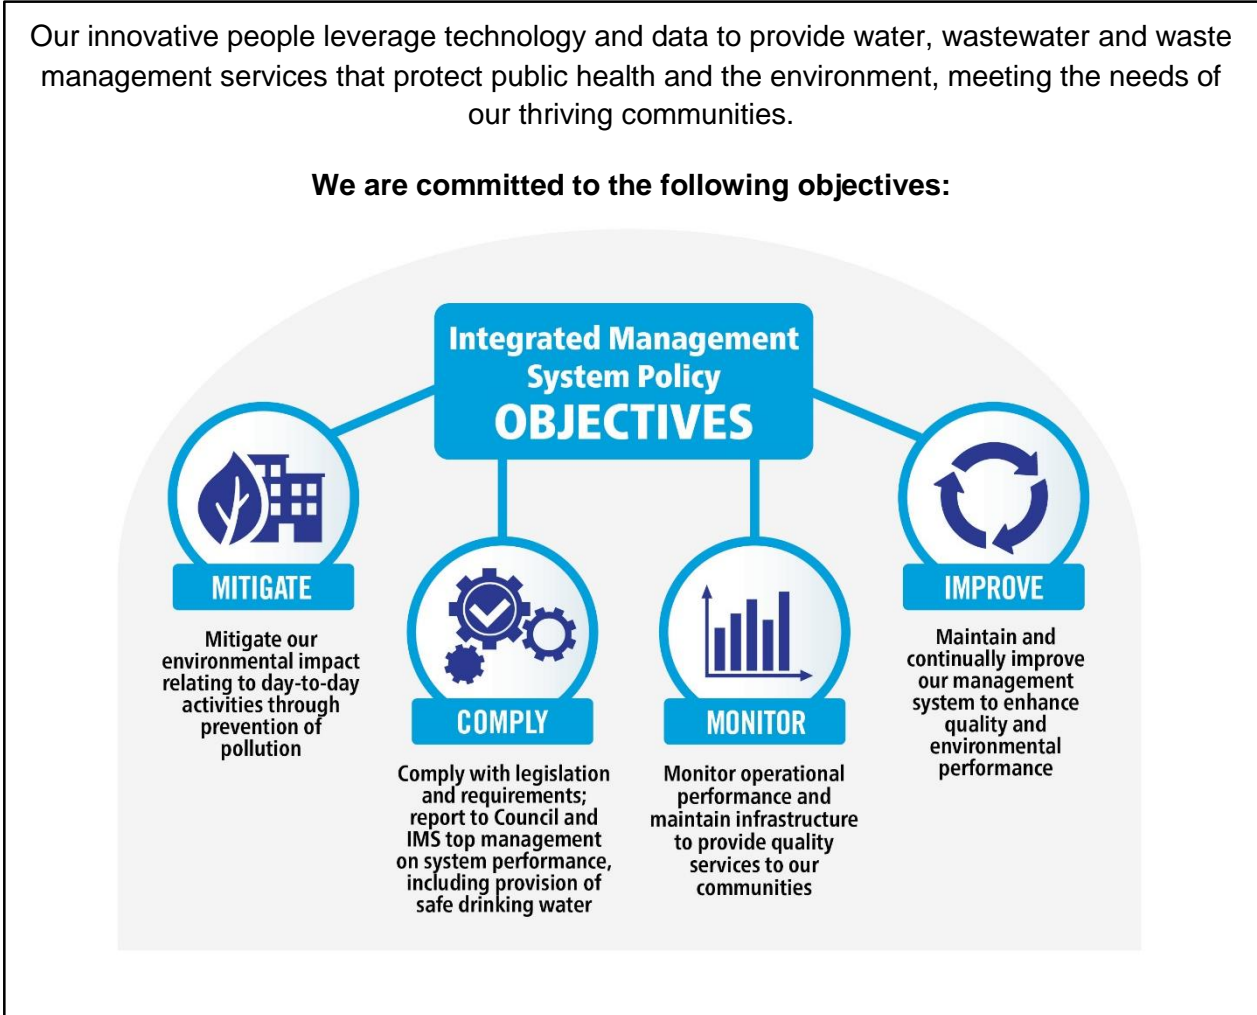 Our innovative people leverage technology and data to provide water, wastewater and waste
management services that protect public health and the environment, meeting the needs of
our thriving communities.
We are committed to the following objectives:
Integrated Management
System Policy
OBJECTIVES
MITIGATE
Mitigate our
environmental impact
relating to day-to-day
activities through
prevention of
pollution
COMPLY
Comply with legislation
and requirements;
report to Council and
IMS top management
on system performance,
including provision of
safe drinking water
MONITOR
Monitor operational
performance and
maintain infrastructure
to provide quality
services to our
communities
IMPROVE
Maintain and
continually improve
our management
system to enhance
quality and
environmental
performance